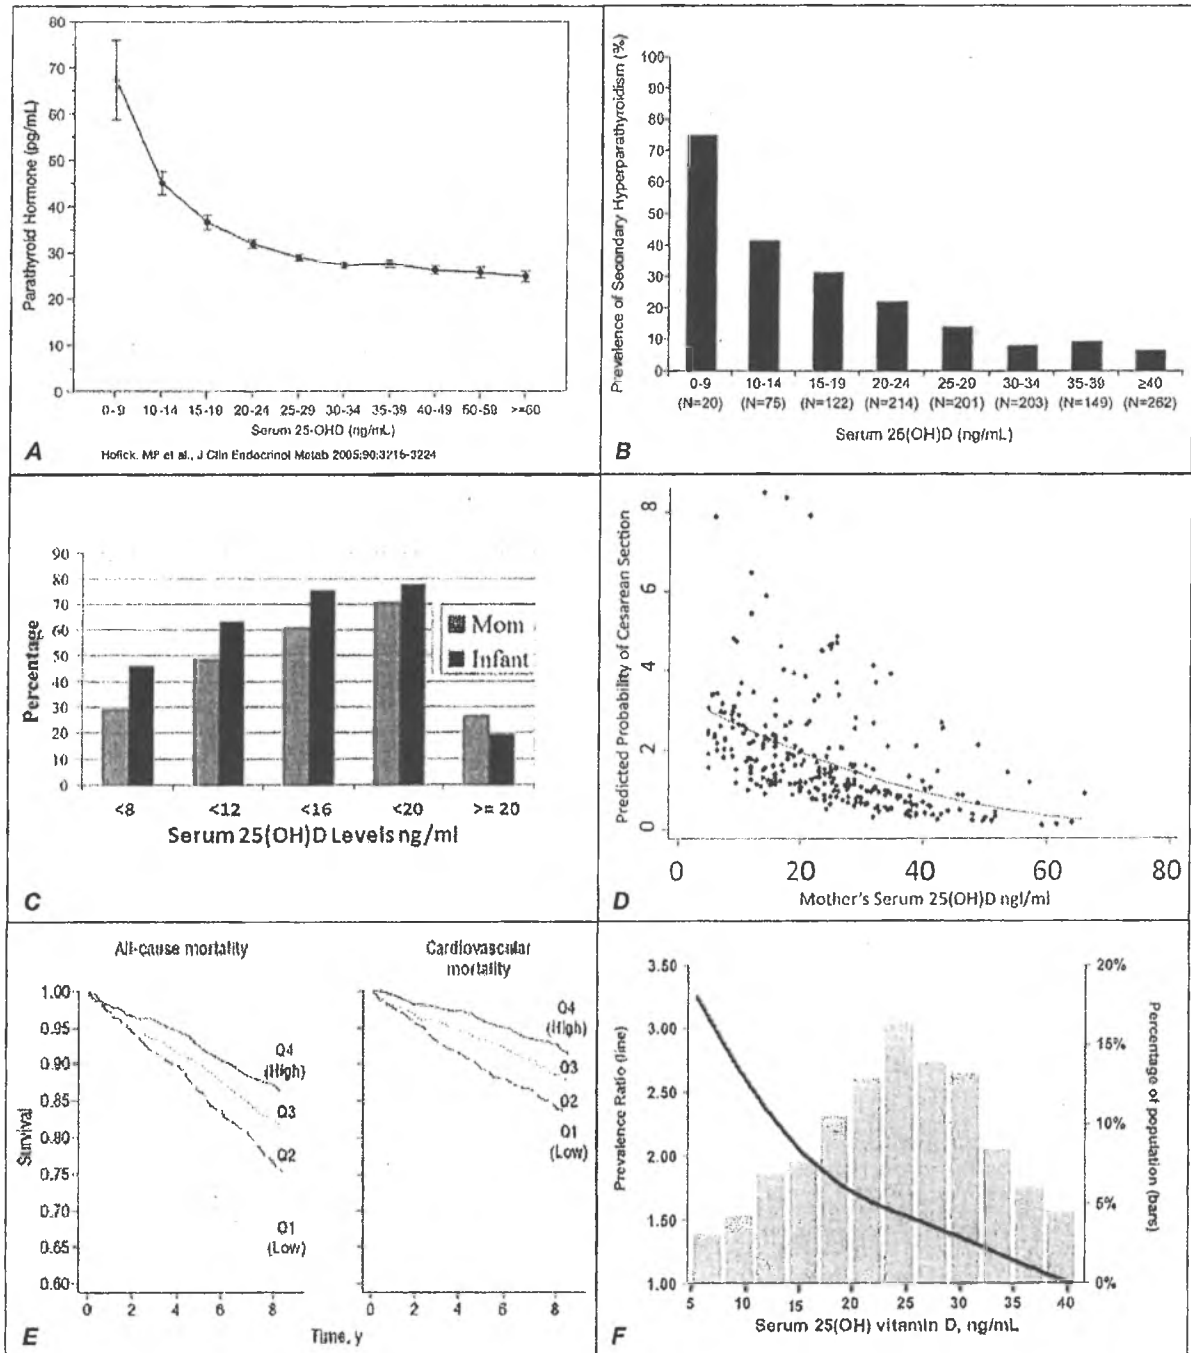 80
70
60
50
40
30
20
10
0
Parathyroid Hormone (pg/mL)
0-9 10-14 15-19 20-24 25-29 30-34 35-39 40-49 50-59 >=60
Serum 25-OHD (ng/mL)
A
Holick, MF et al., J Clin Endocrinol Metab 2005;90:3215-3224
100
90
80
70
60
50
40
30
20
10
0
Prevalence of Secondary Hyperparathyroidism (%)
0-9 10-14 15-19 20-24 25-29 30-34 35-39 ≥40
(N=20) (N=75) (N=122) (N=214) (N=201) (N=203) (N=149) (N=262)
Serum 25(OH)D (ng/mL)
B
90
80
70
60
50
40
30
20
10
0
Percentage
Mom
Infant
<8 <12 <16 <20 >= 20
Serum 25(OH)D Levels ng/ml
C
8
6
4
2
0
Predicted Probability of Cesarean Section
0 20 40 60 80
Mother's Serum 25(OH)D ngl/ml
D
All-cause mortality
1.00
0.95
0.90
0.85
0.80
0.75
0.70
0.65
0.60
Survival
Q4
(High)
Q3
Q2
Q1
(Low)
0 2 4 6 8
Cardiovascular
mortality
Q4
(High)
Q3
Q2
Q1
(Low)
0 2 4 6 8
Time, y
E
3.50
3.00
2.50
2.00
1.50
1.00
Prevalence Ratio (line)
20%
15%
10%
5%
0%
Percentage of population (bars)
5 10 15 20 25 30 35 40
Serum 25(OH) vitamin D, ng/mL
F